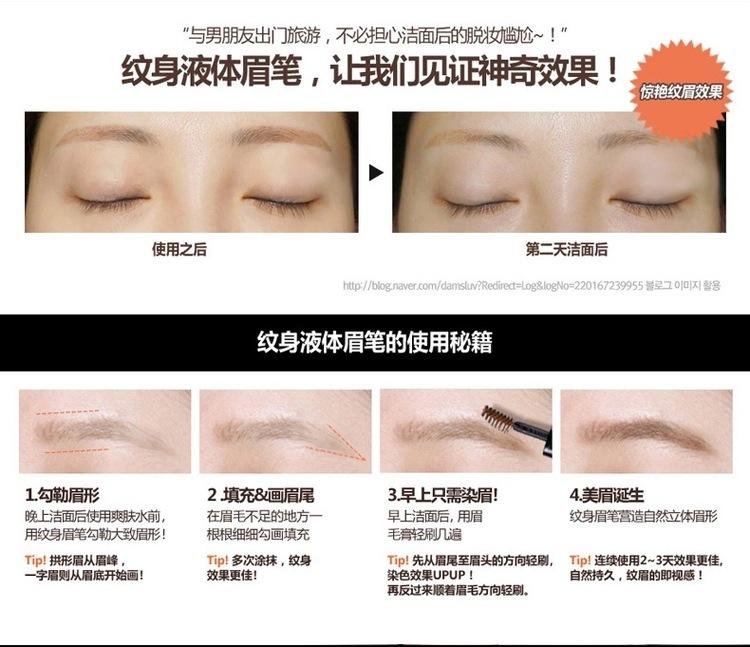 “与男朋友出门旅游，不必担心洁面后的脱妆尴尬~！”
纹身液体眉笔，让我们见证神奇效果！
惊艳纹眉效果
使用之后
第二天洁面后
http://blog.naver.com/damsluv?Redirect=Log&logNo=220167239955 블로그 이미지 활용
纹身液体眉笔的使用秘籍
1.勾勒眉形
晚上洁面后使用爽肤水前，
用纹身眉笔勾勒大致眉形！
Tip! 拱形眉从眉峰，
一字眉则从眉底开始画！
2 .填充&画眉尾
在眉毛不足的地方一
根根细细勾画填充
Tip! 多次涂抹，纹身
效果更佳！
3.早上只需染眉!
早上洁面后，用眉
毛膏轻刷几遍
Tip! 先从眉尾至眉头的方向轻刷，
染色效果UPUP！
再反过来顺着眉毛方向轻刷。
4.美眉诞生
纹身眉笔营造自然立体眉形
Tip! 连续使用2~3天效果更佳，
自然持久，纹眉的即视感！